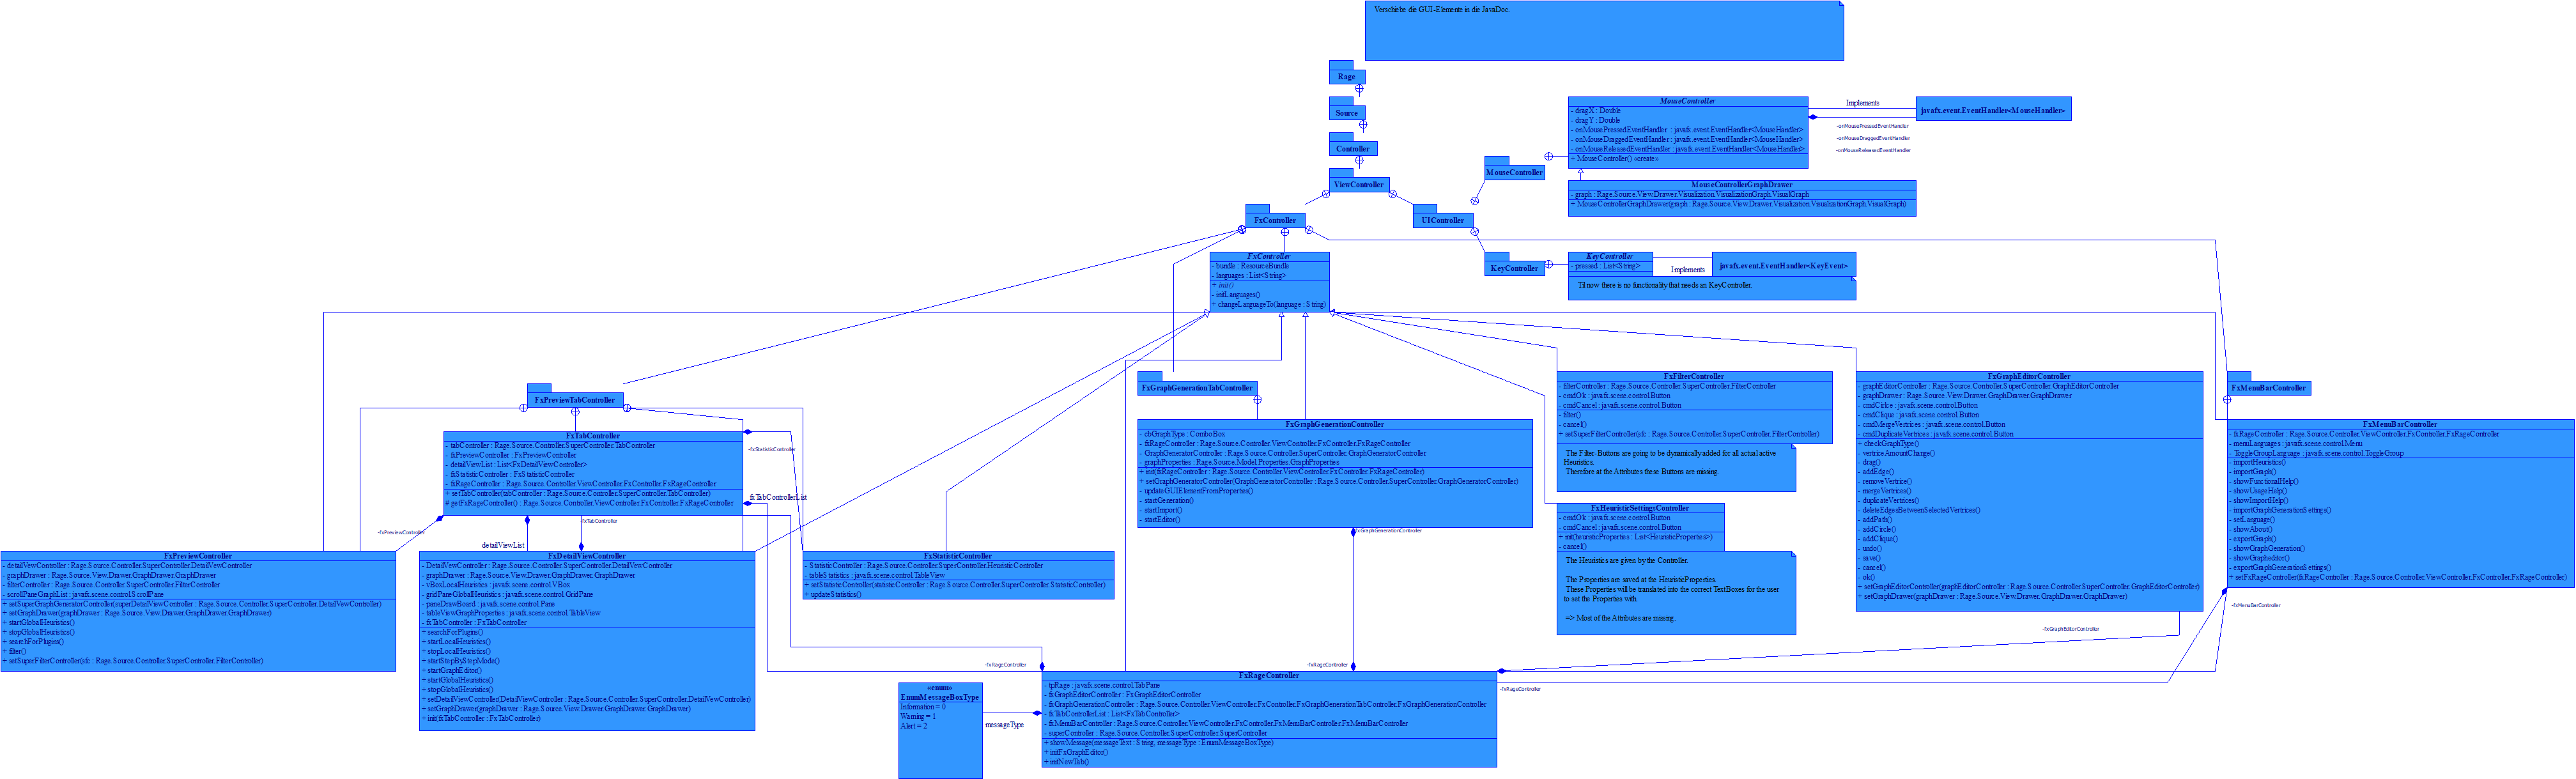 Verschiebe die GUI-Elemente in die JavaDoc.
Rage
Source
Controller
ViewController
FxController
UIController
MouseController
KeyController
MouseController
- dragX : Double
- dragY : Double
- onMousePressedEventHandler : javafx.event.EventHandler<MouseHandler>
- onMouseDraggedEventHandler : javafx.event.EventHandler<MouseHandler>
- onMouseReleasedEventHandler : javafx.event.EventHandler<MouseHandler>
+ MouseController() «create»
Implements
javafx.event.EventHandler<MouseHandler>
-onMousePressedEventHandler
-onMouseDraggedEventHandler
-onMouseReleasedEventHandler
MouseControllerGraphDrawer
- graph : Rage.Source.View.Drawer.Visualization.VisualizationGraph.VisualGraph
+ MouseControllerGraphDrawer(graph : Rage.Source.View.Drawer.Visualization.VisualizationGraph.VisualGraph)
KeyController
- pressed : List<String>
Implements
javafx.event.EventHandler<KeyEvent>
Til now there is no functionality that needs an KeyController.
FxController
- bundle : ResourceBundle
- languages : List<String>
+ init()
- initLanguages()
+ changeLanguageTo(language : String)
FxPreviewTabController
FxGraphGenerationTabController
FxMenuBarController
FxTabController
- tabController : Rage.Source.Controller.SuperController.TabController
- fxPreviewController : FxPreviewController
- detailViewList : List<FxDetailViewController>
- fxStatisticController : FxStatisticController
- fxRageController : Rage.Source.Controller.ViewController.FxController.FxRageController
+ setTabController(tabController : Rage.Source.Controller.SuperController.TabController)
# getFxRageController() : Rage.Source.Controller.ViewController.FxController.FxRageController
-fxStatisticController
fxTabControllerList
-fxPreviewController
detailViewList
-fxTabController
FxGraphGenerationController
- cbGraphType : ComboBox
- fxRageController : Rage.Source.Controller.ViewController.FxController.FxRageController
- GraphGeneratorController : Rage.Source.Controller.SuperController.GraphGeneratorController
- graphProperties : Rage.Source.Model.Properties.GraphProperties
+ init(fxRageController : Rage.Source.Controller.ViewController.FxController.FxRageController)
+ setGraphGeneratorController(GraphGeneratorController : Rage.Source.Controller.SuperController.GraphGeneratorController)
- updateGUIElementFromProperties()
- startGeneration()
- startImport()
- startEditor()
-fxGraphGenerationController
FxFilterController
- filterController : Rage.Source.Controller.SuperController.FilterController
- cmdOk : javafx.scene.control.Button
- cmdCancel : javafx.scene.control.Button
- filter()
- cancel()
+ setSuperFilterController(sfc : Rage.Source.Controller.SuperController.FilterController)
The Filter-Buttons are going to be dynamically added for all actual active
Heuristics.
Therefore at the Attributes these Buttons are missing.
FxHeuristicSettingsController
- cmdOk : javafx.scene.control.Button
- cmdCancel : javafx.scene.control.Button
+ init(heuristicProperties : List<HeuristicProperties>)
- cancel()
The Heuristics are given by the Controller.
The Properties are saved at the HeuristicProperties.
These Properties will be translated into the correct TextBoxes for the user
to set the Properties with.
=> Most of the Attributes are missing.
FxGraphEditorController
- graphEditorController : Rage.Source.Controller.SuperController.GraphEditorController
- graphDrawer : Rage.Source.View.Drawer.GraphDrawer.GraphDrawer
- cmdCirlce : javafx.scene.control.Button
- cmdClique : javafx.scene.control.Button
- cmdMergeVertrices : javafx.scene.control.Button
- cmdDuplicateVertrices : javafx.scene.control.Button
+ checkGraphType()
- vertriceAmountChange()
- drag()
- addEdge()
- removeVertrice()
- mergeVertrices()
- duplicateVertrices()
- deleteEdgesBetweenSelectedVertrices()
- addPath()
- addCircle()
- addClique()
- undo()
- save()
- cancel()
- ok()
+ setGraphEditorController(graphEditorController : Rage.Source.Controller.SuperController.GraphEditorController)
+ setGraphDrawer(graphDrawer : Rage.Source.View.Drawer.GraphDrawer.GraphDrawer)
-fxGraphEditorController
FxMenuBarController
- fxRageController : Rage.Source.Controller.ViewController.FxController.FxRageController
- menuLanguages : javafx.scene.control.Menu
- ToggleGroupLanguage : javafx.scene.control.ToggleGroup
- importHeuristics()
- importGraph()
- showFunctionalHelp()
- showUsageHelp()
- showImportHelp()
- importGraphGenerationSettings()
- setLanguage()
- showAbout()
- exportGraph()
- showGraphGeneration()
- showGrapheditor()
- exportGraphGenerationSetting()
+ setFxRageController(fxRageController : Rage.Source.Controller.ViewController.FxController.FxRageController)
-fxMenuBarController
FxPreviewController
- detailViewController : Rage.Source.Controller.SuperController.DetailViewController
- graphDrawer : Rage.Source.View.Drawer.GraphDrawer.GraphDrawer
- filterController : Rage.Source.Controller.SuperController.FilterController
- scrollPaneGraphList : javafx.scene.control.ScrollPane
+ setSuperGraphGeneratorController(superDetailViewController : Rage.Source.Controller.SuperController.DetailViewController)
+ setGraphDrawer(graphDrawer : Rage.Source.View.Drawer.GraphDrawer.GraphDrawer)
+ startGlobalHeuristics()
+ stopGlobalHeuristics()
+ searchForPlugins()
+ filter()
+ setSuperFilterController(sfc : Rage.Source.Controller.SuperController.FilterController)
FxDetailViewController
- DetailViewController : Rage.Source.Controller.SuperController.DetailViewController
- graphDrawer : Rage.Source.View.Drawer.GraphDrawer.GraphDrawer
- vBoxLocalHeuristics : javafx.scene.control.VBox
- gridPaneGlobalHeuristics : javafx.scene.control.GridPane
- paneDrawBoard : javafx.scene.control.Pane
- tableViewGraphProperties : javafx.scene.control.TableView
- fxTabController : FxTabController
+ searchForPlugins()
+ startLocalHeuristics()
+ stopLocalHeuristics()
+ startStepByStepMode()
+ startGraphEditor()
+ startGlobalHeuristics()
+ stopGlobalHeuristics()
+ setDetailViewController(DetailViewController : Rage.Source.Controller.SuperController.DetailViewController)
+ setGraphDrawer(graphDrawer : Rage.Source.View.Drawer.GraphDrawer.GraphDrawer)
+ init(fxTabController : FxTabController)
FxStatisticController
- StatisticController : Rage.Source.Controller.SuperController.HeuristicController
- tableStatistics : javafx.scene.control.TableView
+ setStatisticController(statisticController : Rage.Source.Controller.SuperController.StatisticController)
+ updateStatistics()
-fxRageController
-fxRageController
-fxRageController
«enum»
EnumMessageBoxType
Information = 0
Warning = 1
Alert = 2
messageType
FxRageController
- tpRage : javafx.scene.control.TabPane
- fxGraphEditorController : FxGraphEditorController
- fxGraphGenerationController : Rage.Source.Controller.ViewController.FxController.FxGraphGenerationTabController.FxGraphGenerationController
- fxTabControllerList : List<FxTabController>
- fxMenuBarController : Rage.Source.Controller.ViewController.FxController.FxMenuBarController.FxMenuBarController
- superController : Rage.Source.Controller.SuperController.SuperController
+ showMessage(messageText : String, messageType : EnumMessageBoxType)
+ initFxGraphEditor()
+ initNewTab()